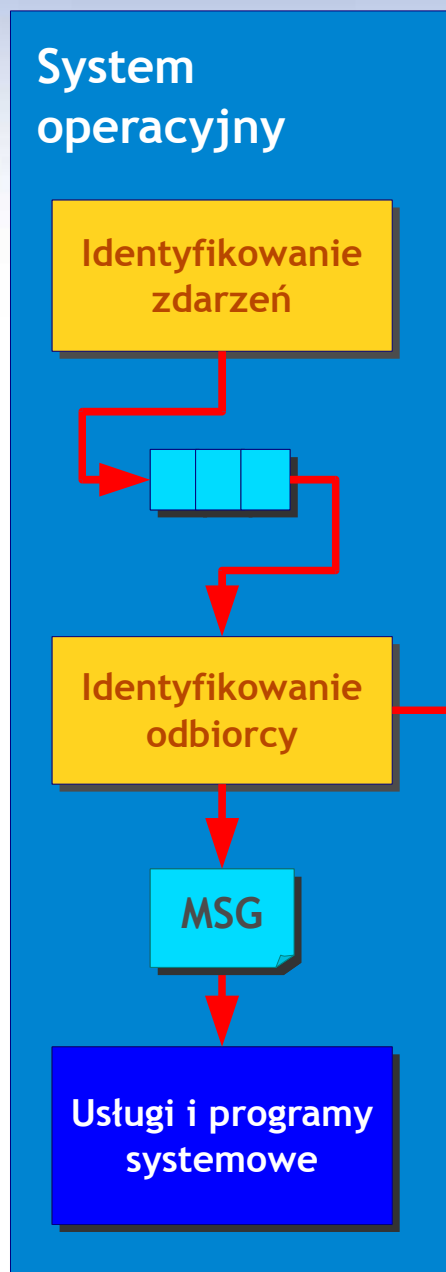 System
operacyjny
Identyfikowanie
zdarzeń
Identyfikowanie
odbiorcy
MSG
Usługi i programy
systemowe